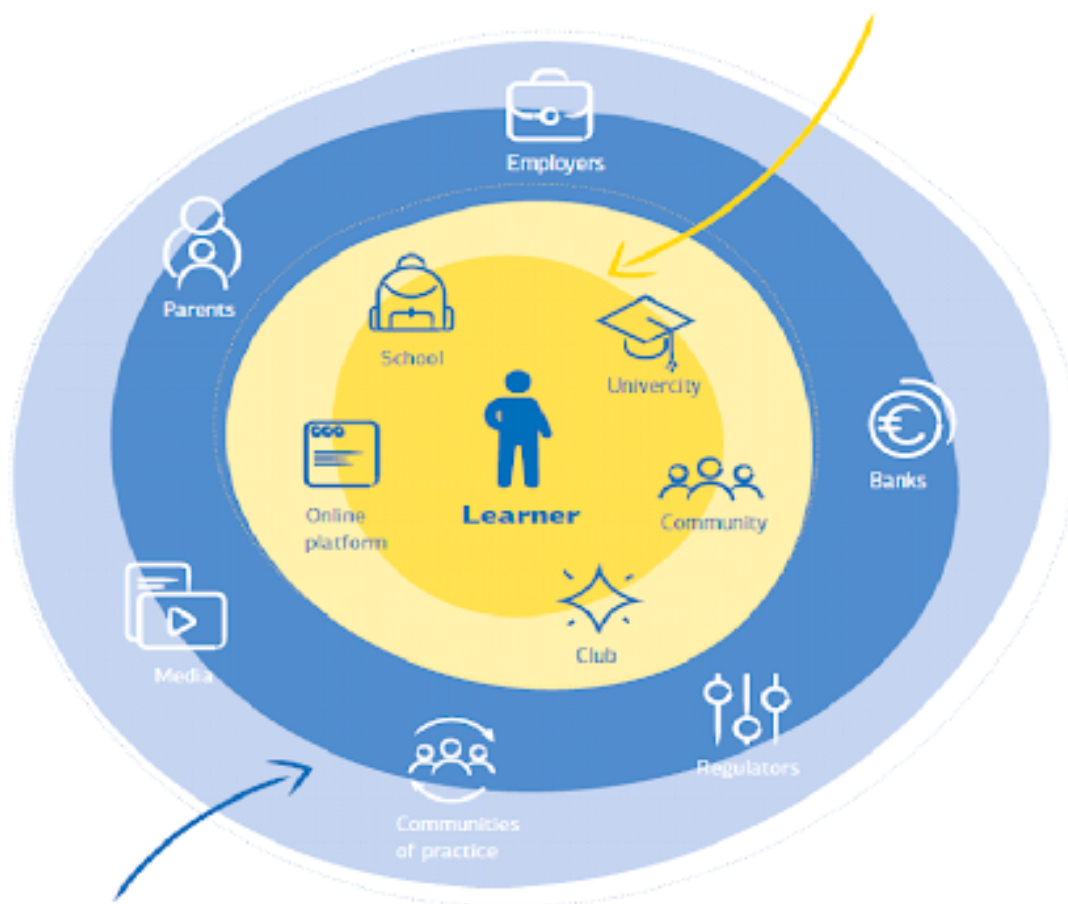 Employers
Parents
School
Univercity
Banks
Online
platform
Learner
Community
Club
Media
Regulators
Communities
of practice